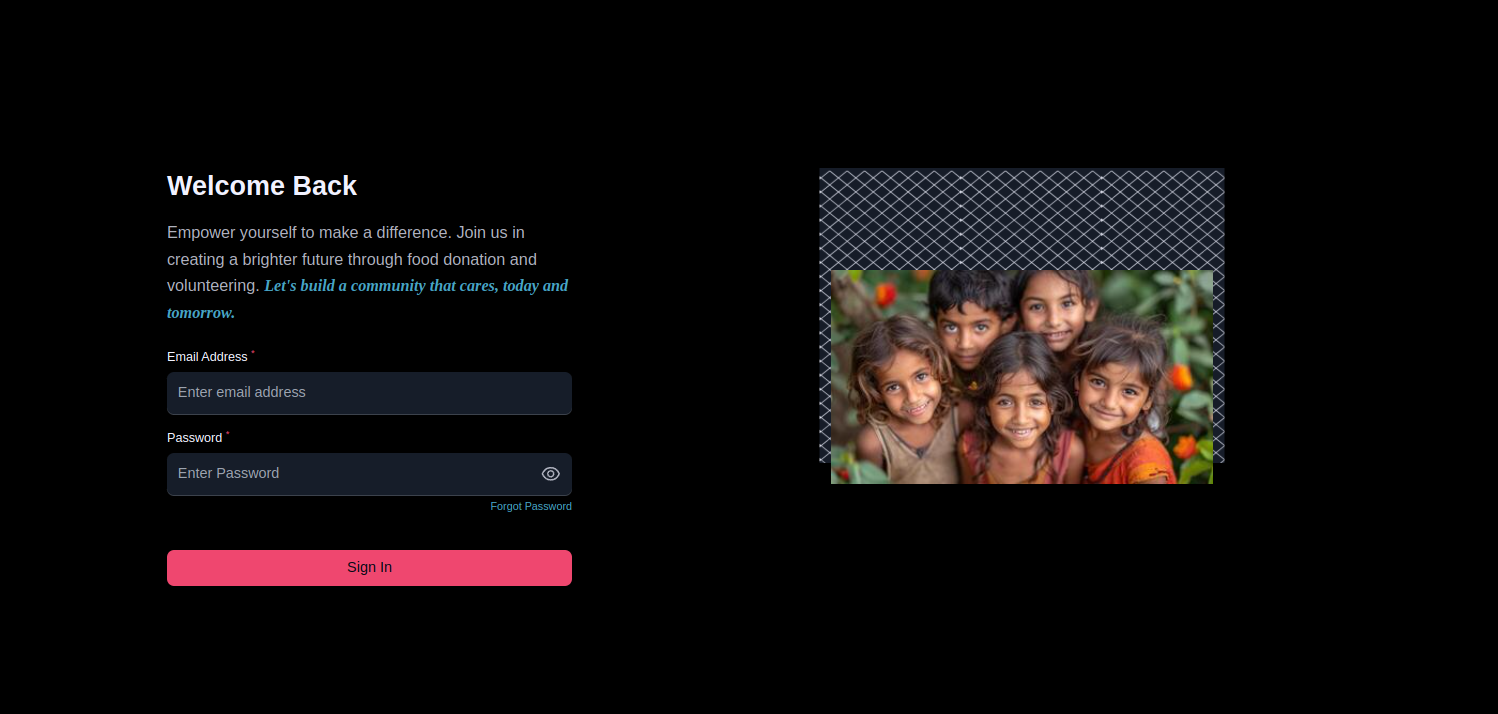 Welcome Back
Empower yourself to make a difference. Join us in
creating a brighter future through food donation and
volunteering. Let's build a community that cares, today and
tomorrow.
Email Address *
Enter email address
Password *
Enter Password
Forgot Password
Sign In